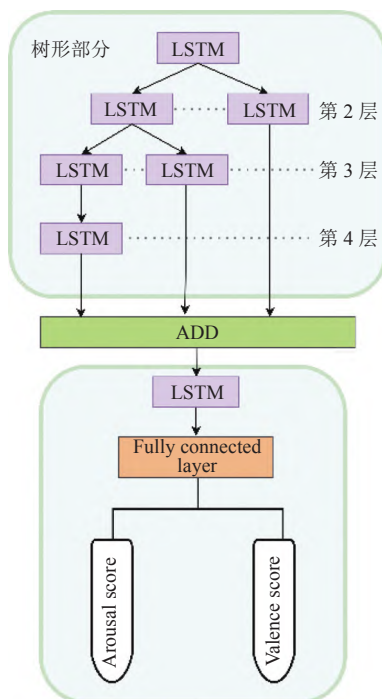 树形部分
LSTM
LSTM
LSTM
第 2 层
LSTM
LSTM
第 3 层
LSTM
第 4 层
ADD
LSTM
Fully connected
layer
Arousal score
Valence score